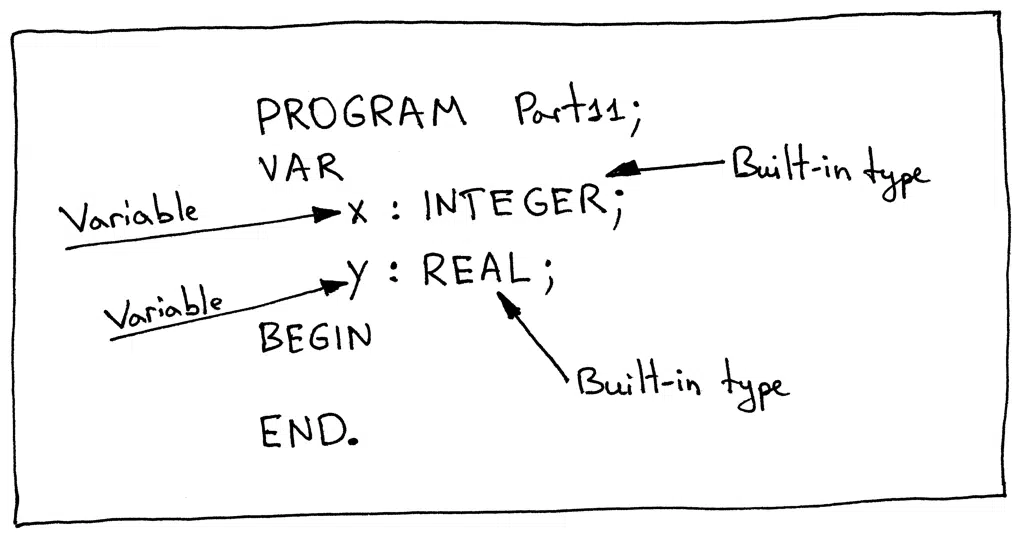 PROGRAM Part11;
VAR
Built-in type
Variable
x : INTEGER;
y : REAL;
Variable
BEGIN
Built-in type
END.